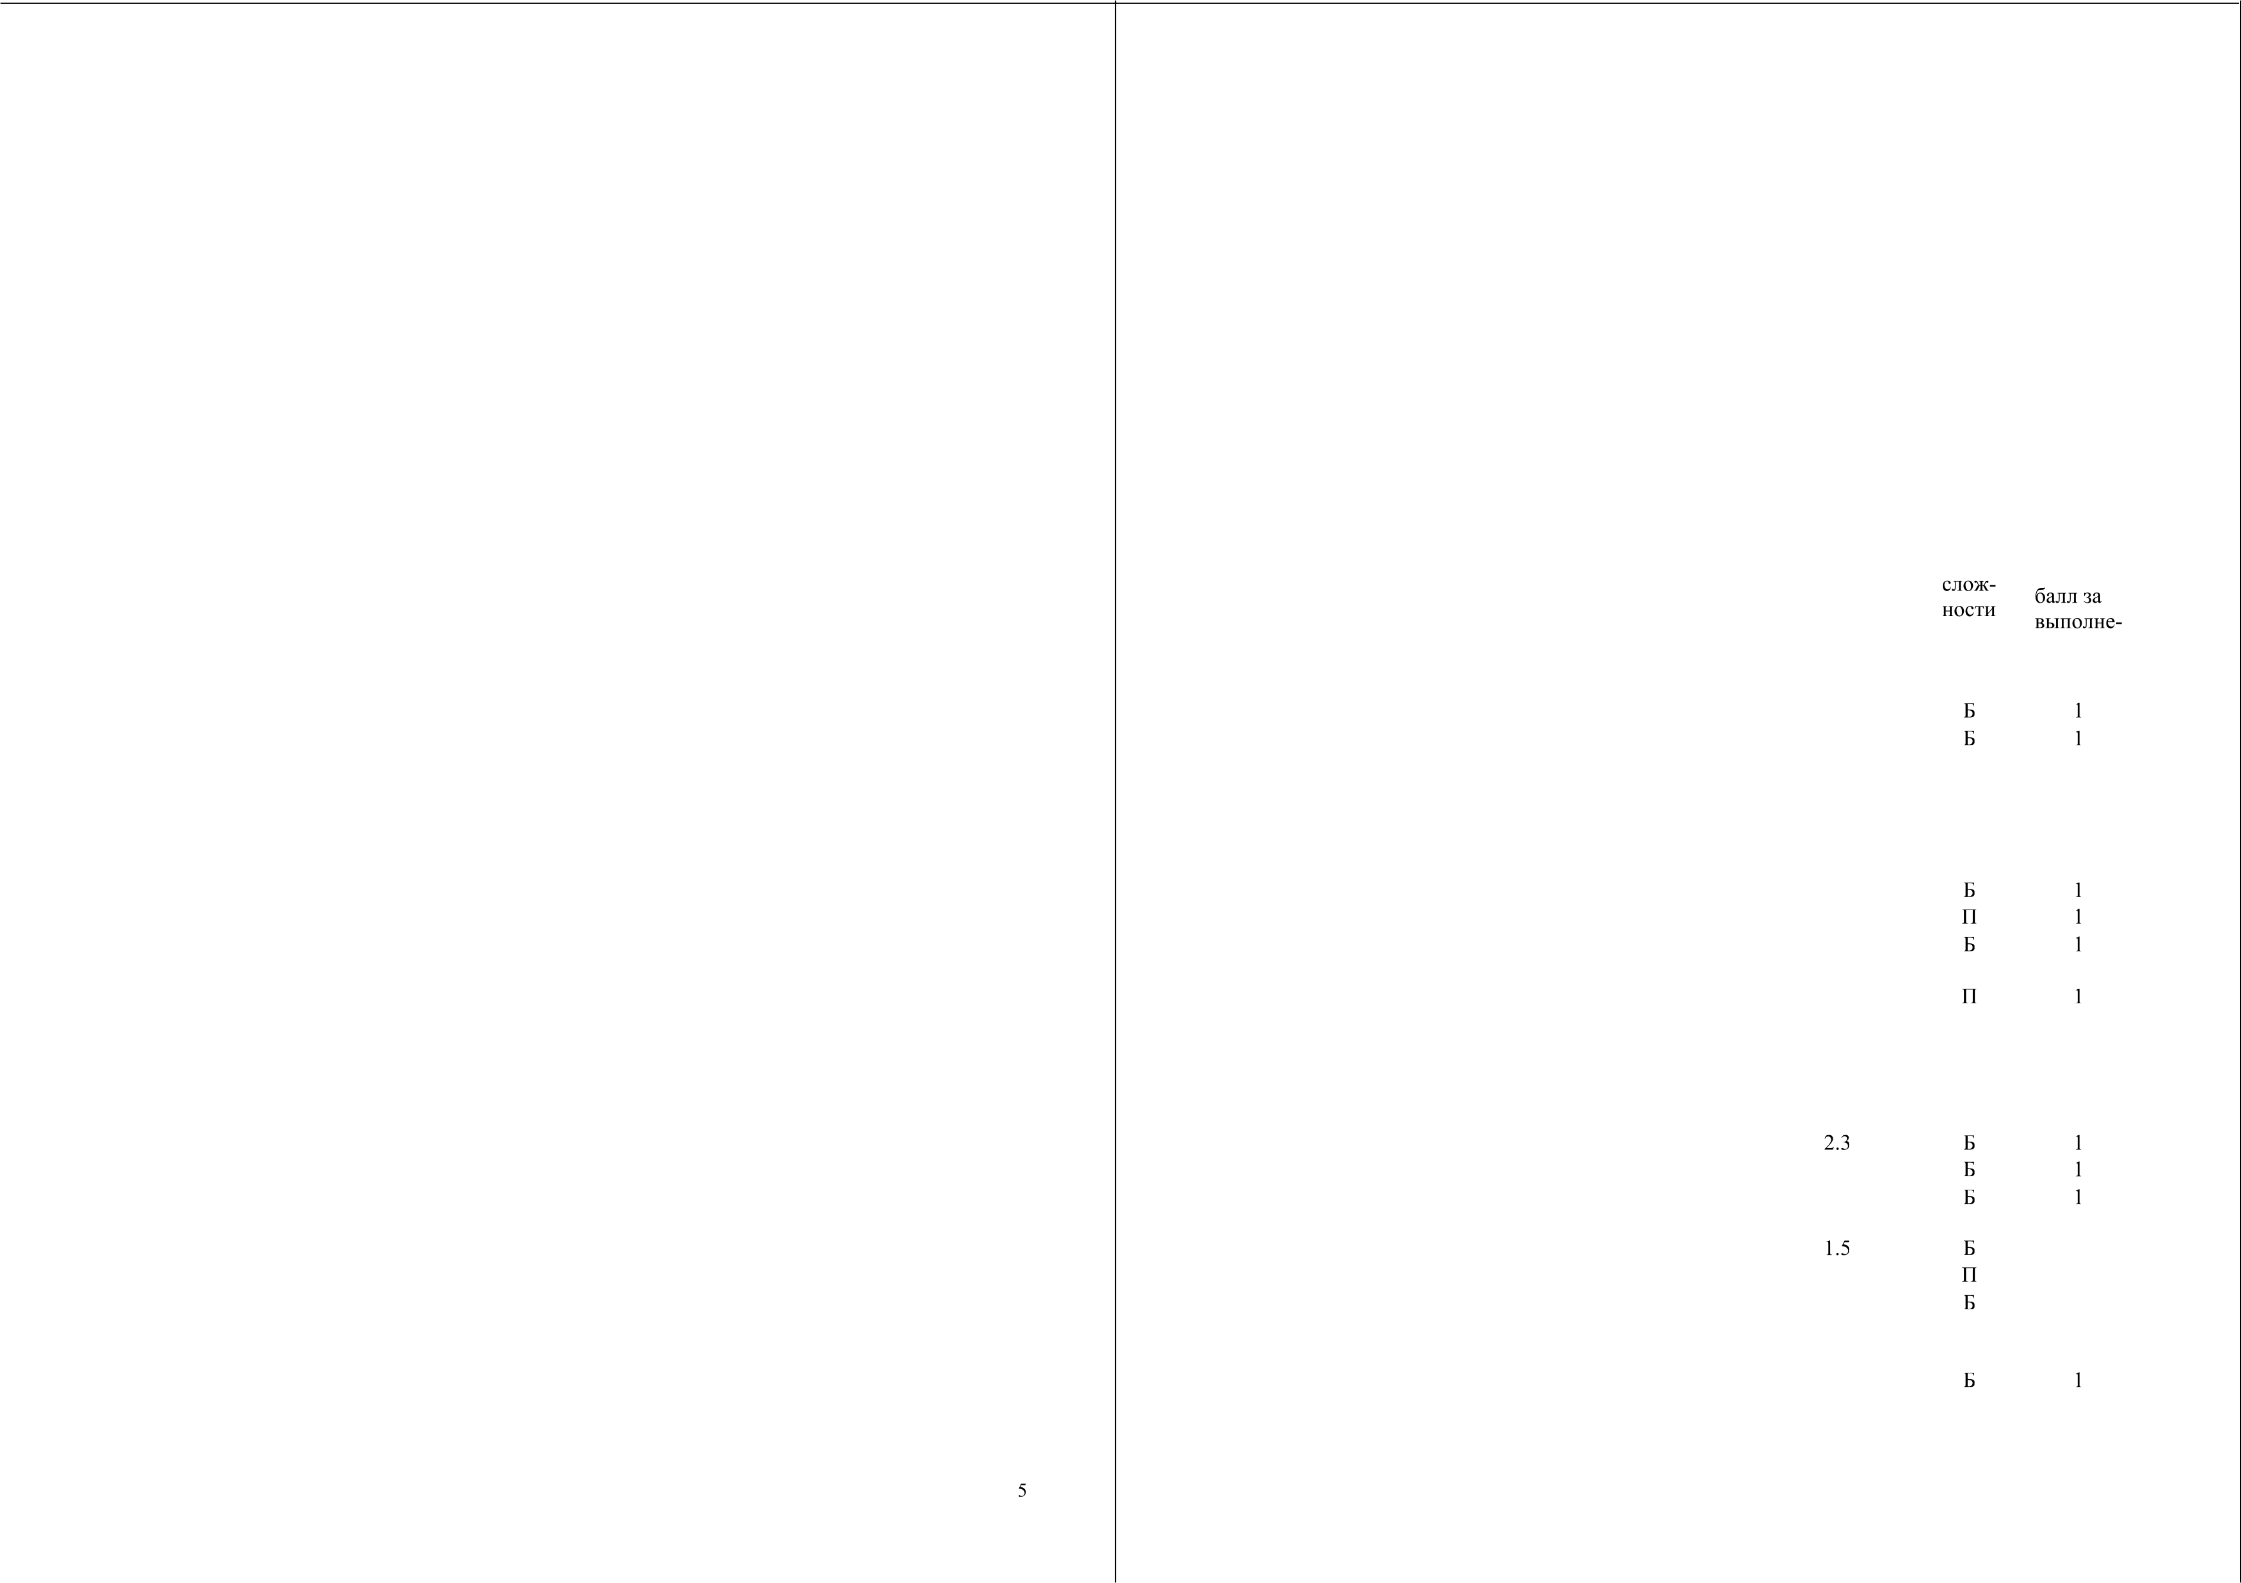 5
слож-
ности
балл за
выполне-
Б 1
Б 1
Б 1
П 1
Б 1
П 1
2.3 Б 1
Б 1
Б 1
1.5 Б
П
Б
Б 1